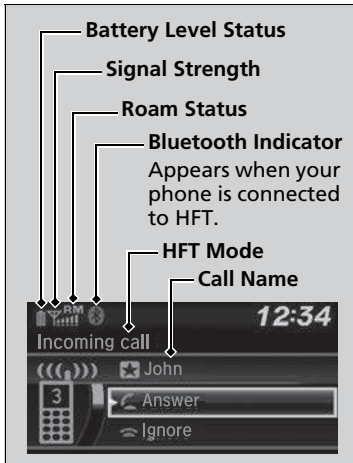 Battery Level Status
Signal Strength
Roam Status
Bluetooth Indicator
Appears when your
phone is connected
to HFT.
HFT Mode
Call Name
RM
12:34
Incoming call
John
3
Answer
Ignore